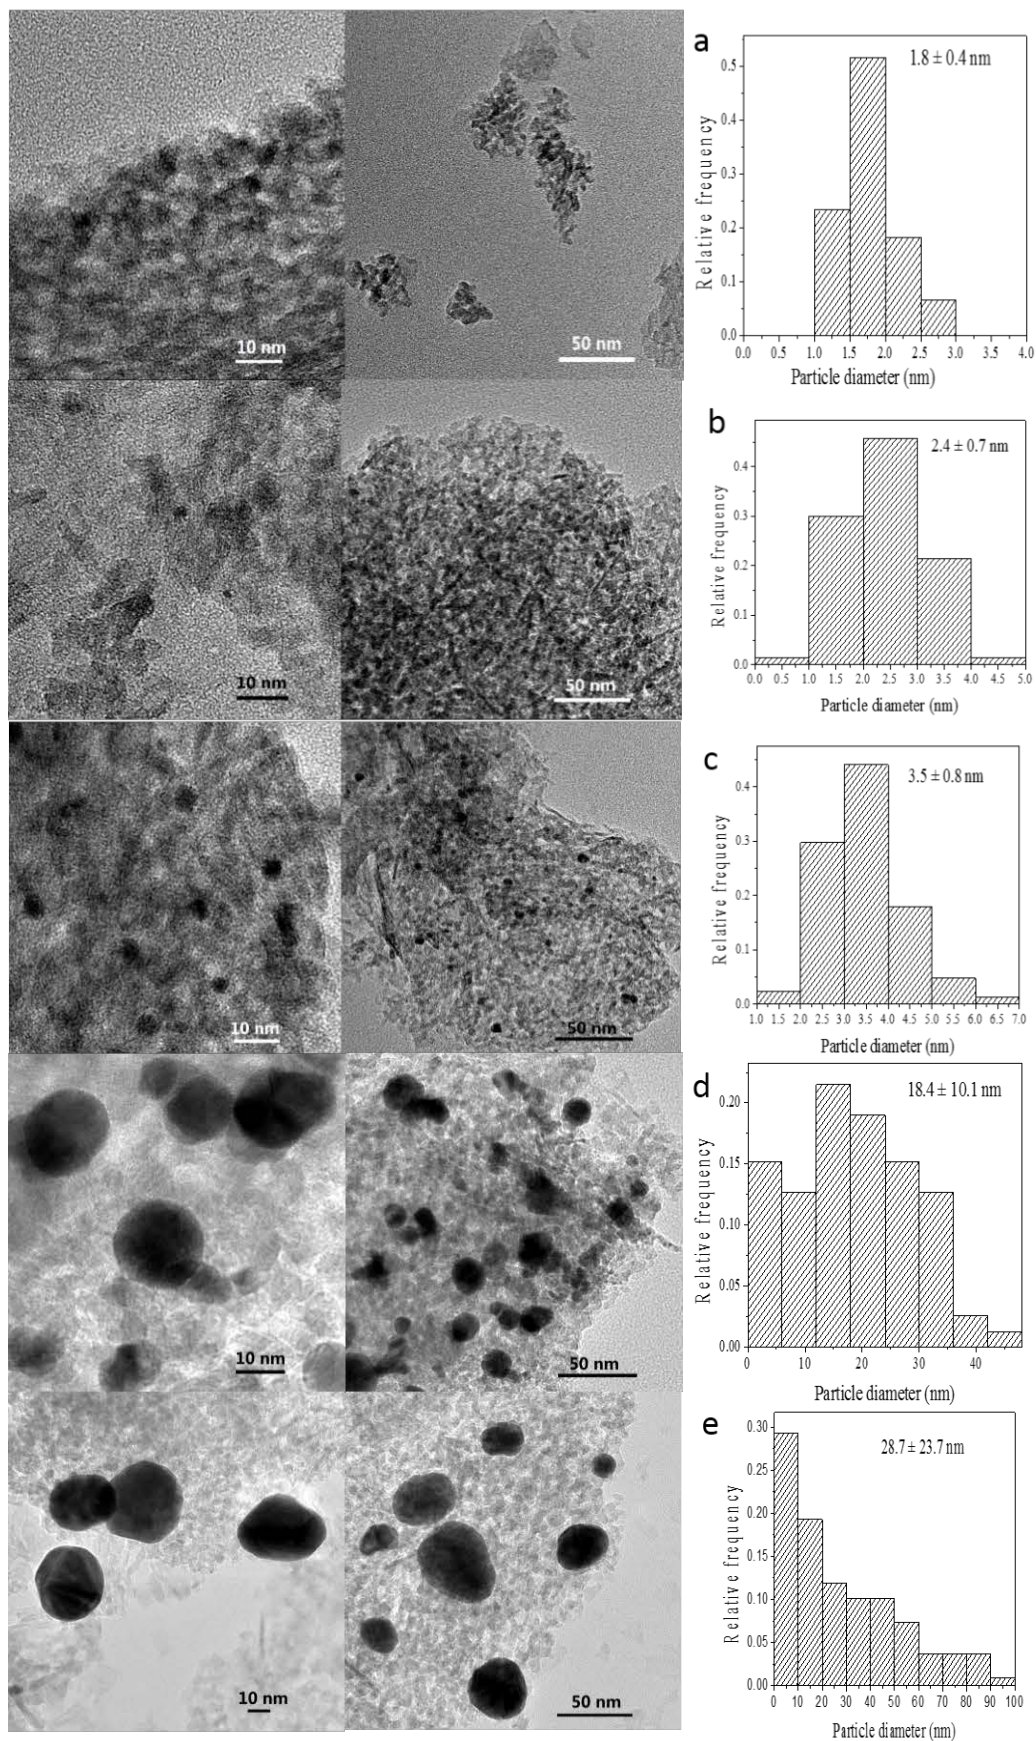 10 nm
50 nm
a
1.8 ± 0.4 nm
Relative frequency
0.5
0.4
0.3
0.2
0.1
0.0
0.0 0.5 1.0 1.5 2.0 2.5 3.0 3.5 4.0
Particle diameter (nm)
10 nm
50 nm
b
2.4 ± 0.7 nm
Relative frequency
0.4
0.3
0.2
0.1
0.0
0.0 0.5 1.0 1.5 2.0 2.5 3.0 3.5 4.0 4.5 5.0
Particle diameter (nm)
10 nm
50 nm
c
3.5 ± 0.8 nm
Relative frequency
0.4
0.3
0.2
0.1
0.0
1.0 1.5 2.0 2.5 3.0 3.5 4.0 4.5 5.0 5.5 6.0 6.5 7.0
Particle diameter (nm)
10 nm
50 nm
d
18.4 ± 10.1 nm
Relative frequency
0.20
0.15
0.10
0.05
0.00
0 10 20 30 40
Particle diameter (nm)
10 nm
50 nm
e
28.7 ± 23.7 nm
Relative frequency
0.30
0.25
0.20
0.15
0.10
0.05
0.00
0 10 20 30 40 50 60 70 80 90 100
Particle diameter (nm)